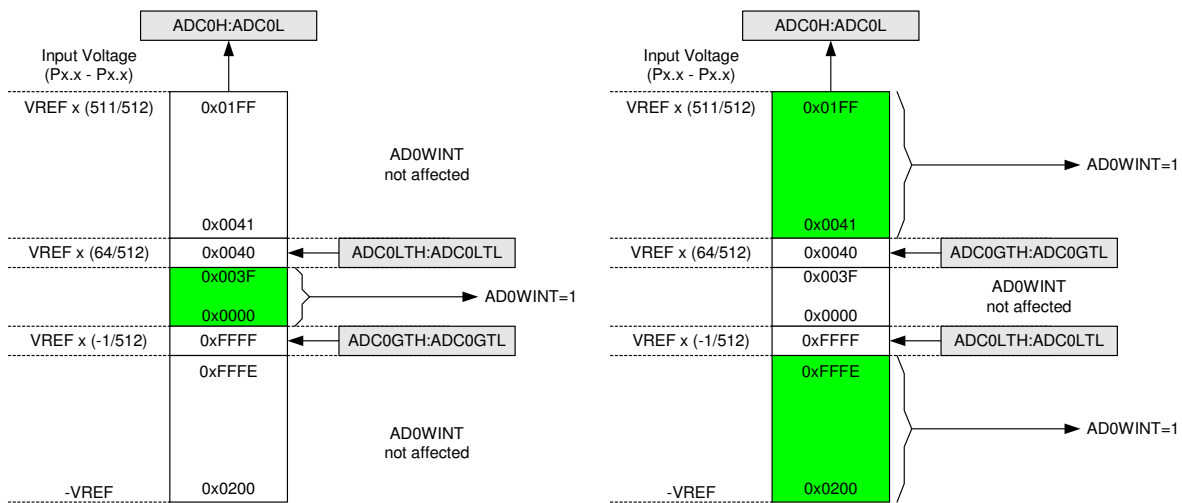 ADC0H:ADC0L
Input Voltage
(Px.x - Px.x)
VREF x (511/512)
0x01FF
AD0WINT
not affected
0x0041
VREF x (64/512)
0x0040
ADC0LTH:ADC0LTL
0x003F
AD0WINT=1
0x0000
VREF x (-1/512)
0xFFFF
ADC0GTH:ADC0GTL
0xFFFE
AD0WINT
not affected
-VREF
0x0200
ADC0H:ADC0L
Input Voltage
(Px.x - Px.x)
VREF x (511/512)
0x01FF
AD0WINT=1
0x0041
VREF x (64/512)
0x0040
ADC0GTH:ADC0GTL
0x003F
AD0WINT
not affected
0x0000
VREF x (-1/512)
0xFFFF
ADC0LTH:ADC0LTL
0xFFFE
AD0WINT=1
-VREF
0x0200